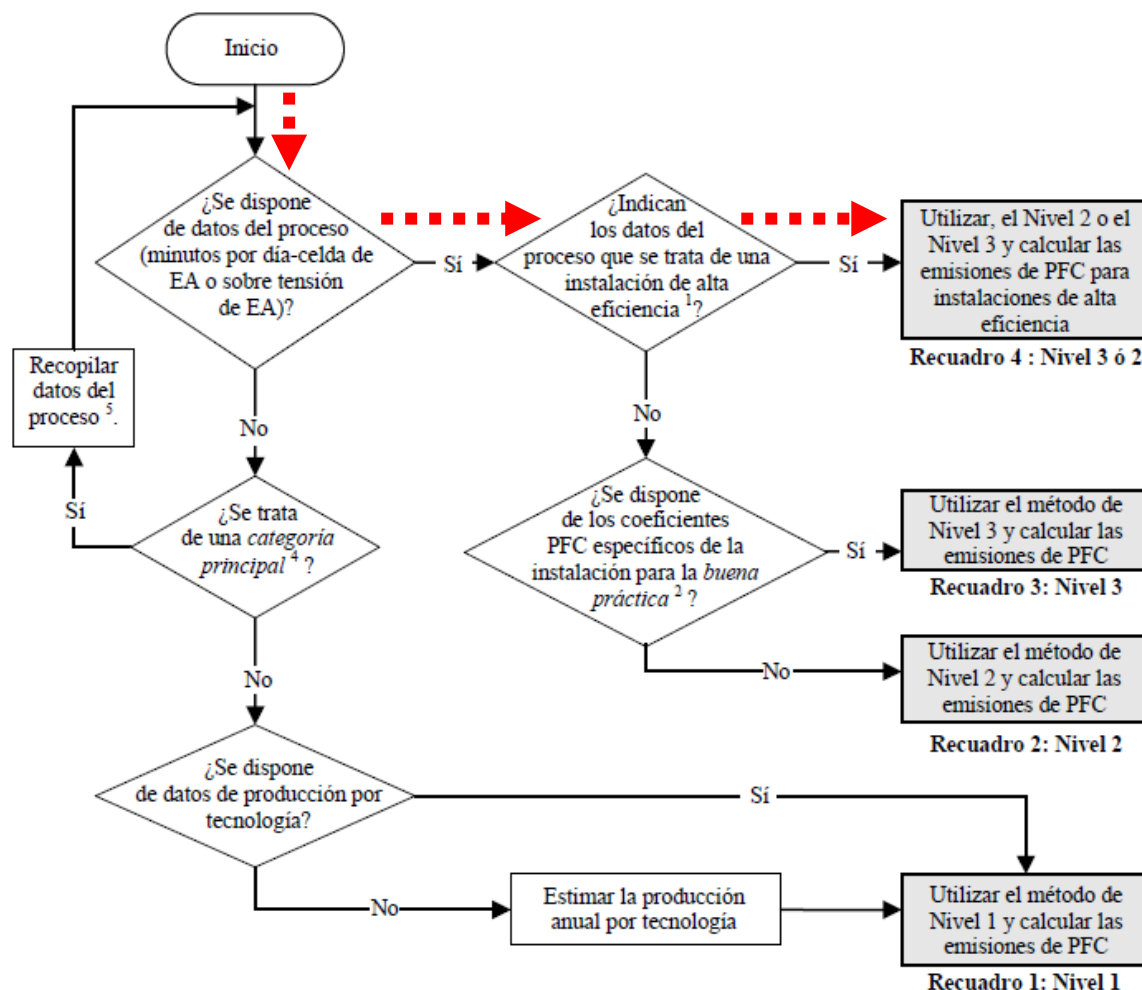 Inicio
¿Se dispone
de datos del proceso
(minutos por día-celda de
EA o sobre tensión
de EA)?
Sí
¿Indican
los datos del
proceso que se trata de una
instalación de alta
eficiencia 1?
Sí
Utilizar, el Nivel 2 o el
Nivel 3 y calcular las
emisiones de PFC para
instalaciones de alta
eficiencia
Recuadro 4 : Nivel 3 ó 2
Recopilar
datos del
proceso 5.
No
No
Sí
¿Se trata
de una categoría
principal 4 ?
¿Se dispone
de los coeficientes
PFC específicos de la
instalación para la buena
práctica 2 ?
Sí
Utilizar el método de
Nivel 3 y calcular las
emisiones de PFC
Recuadro 3: Nivel 3
No
No
Utilizar el método de
Nivel 2 y calcular las
emisiones de PFC
Recuadro 2: Nivel 2
¿Se dispone
de datos de producción por
tecnología?
Sí
No
Estimar la producción
anual por tecnología
Utilizar el método de
Nivel 1 y calcular las
emisiones de PFC
Recuadro 1: Nivel 1